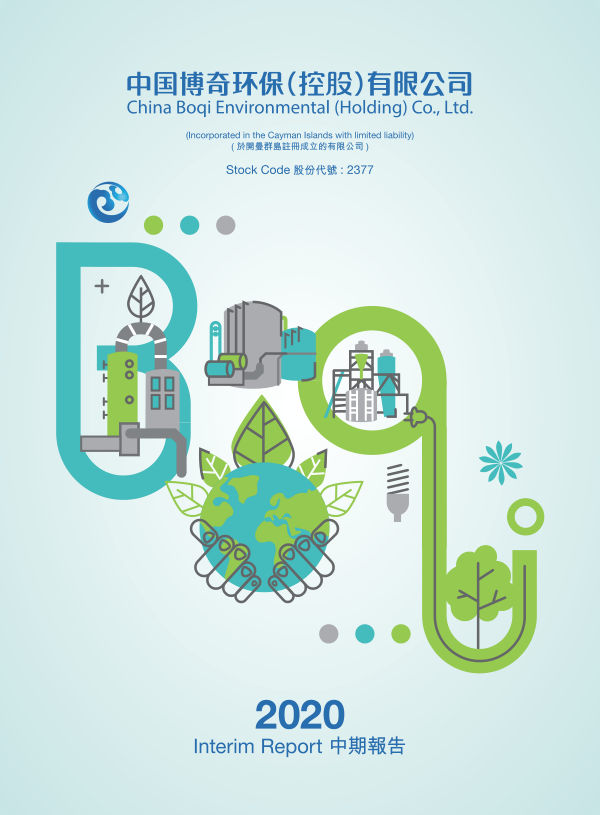 中国博奇环保(控股)有限公司
China Boqi Environmental (Holding) Co., Ltd.
(Incorporated in the Cayman Islands with limited liability)
(於開曼群島註冊成立的有限公司)
Stock Code 股份代號 : 2377
Boqi
2020
Interim Report 中期報告